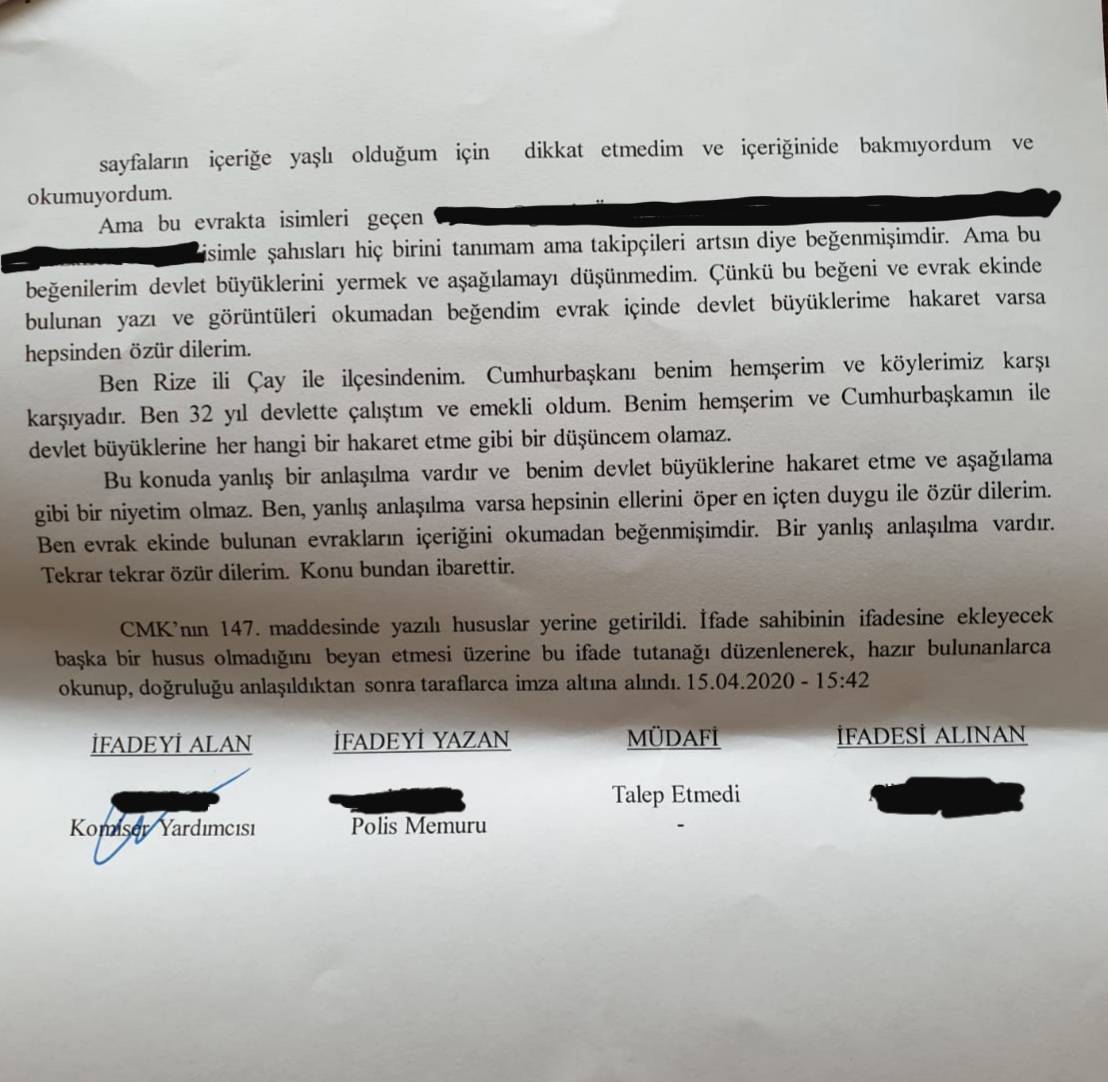 sayfaların içeriğe yaşlı olduğum için dikkat etmedim ve içeriğinide bakmıyordum ve
okumuyordum.
Ama bu evrakta isimleri geçen
isimle şahısları hiç birini tanımam ama takipçileri artsın diye beğenmişimdir. Ama bu
beğenilerim devlet büyüklerini yermek ve aşağılamayı düşünmedim. Çünkü bu beğeni ve evrak ekinde
bulunan yazı ve görüntüleri okumadan beğendim evrak içinde devlet büyüklerime hakaret varsa
hepsinden özür dilerim.
Ben Rize ili Çay ile ilçesindenim. Cumhurbaşkanı benim hemşerim ve köylerimiz karşı
karşıyadır. Ben 32 yıl devlette çalıştım ve emekli oldum. Benim hemşerim ve Cumhurbaşkamın ile
devlet büyüklerine her hangi bir hakaret etme gibi bir düşüncem olamaz.
Bu konuda yanlış bir anlaşılma vardır ve benim devlet büyüklerine hakaret etme ve aşağılama
gibi bir niyetim olmaz. Ben, yanlış anlaşılma varsa hepsinin ellerini öper en içten duygu ile özür dilerim.
Ben evrak ekinde bulunan evrakların içeriğini okumadan beğenmişimdir. Bir yanlış anlaşılma vardır.
Tekrar tekrar özür dilerim. Konu bundan ibarettir.
CMK'nın 147. maddesinde yazılı hususlar yerine getirildi. İfade sahibinin ifadesine ekleyecek
başka bir husus olmadığını beyan etmesi üzerine bu ifade tutanağı düzenlenerek, hazır bulunanlarca
okunup, doğruluğu anlaşıldıktan sonra taraflarca imza altına alındı. 15.04.2020 - 15:42
İFADEYİ ALAN İFADEYİ YAZAN MÜDAFİ İFADESİ ALINAN
Talep Etmedi
Komiser Yardımcısı Polis Memuru -